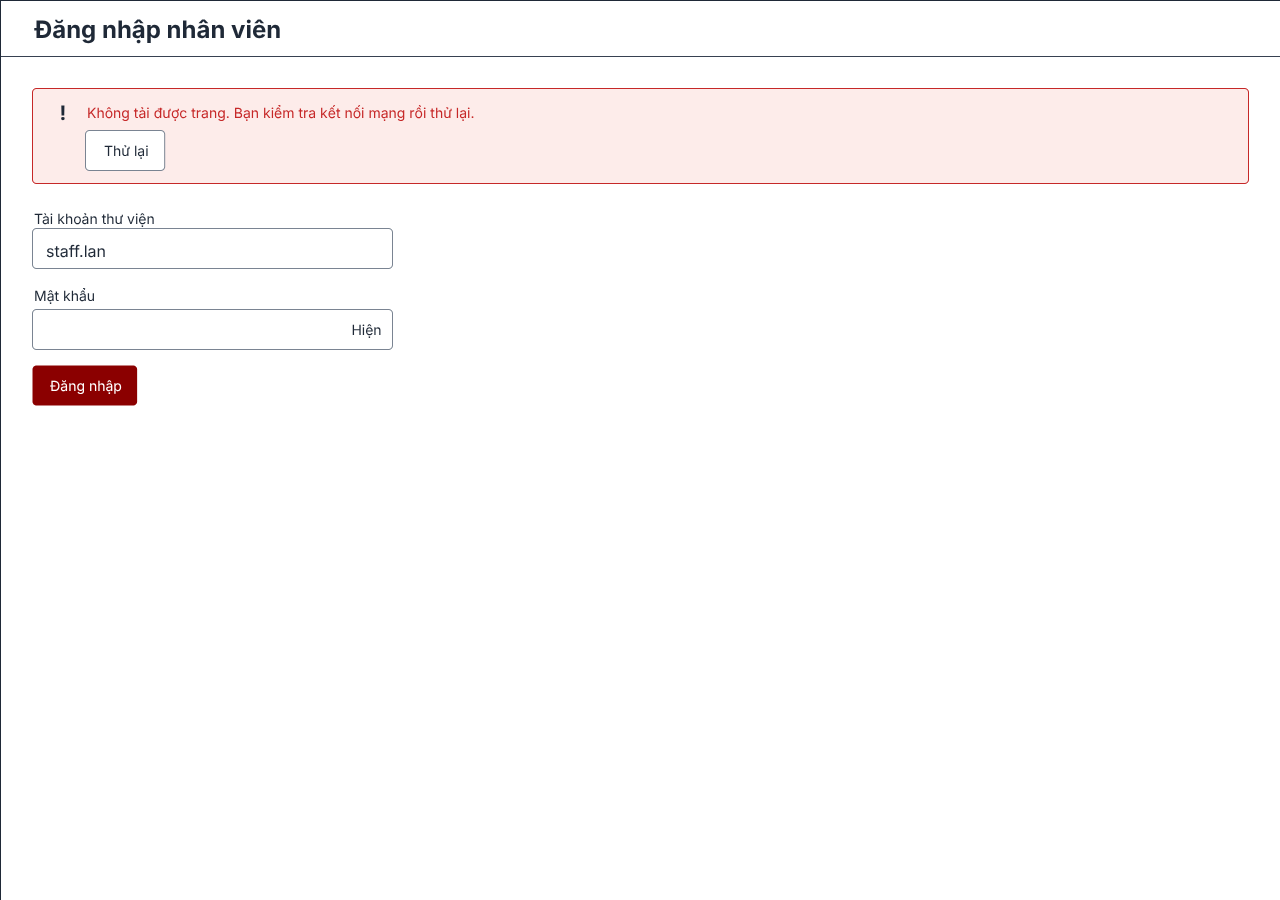 Đăng nhập nhân viên
! Không tải được trang. Bạn kiểm tra kết nối mạng rồi thử lại.
Thử lại
Tài khoản thư viện
staff.lan
Mật khẩu
Hiện
Đăng nhập